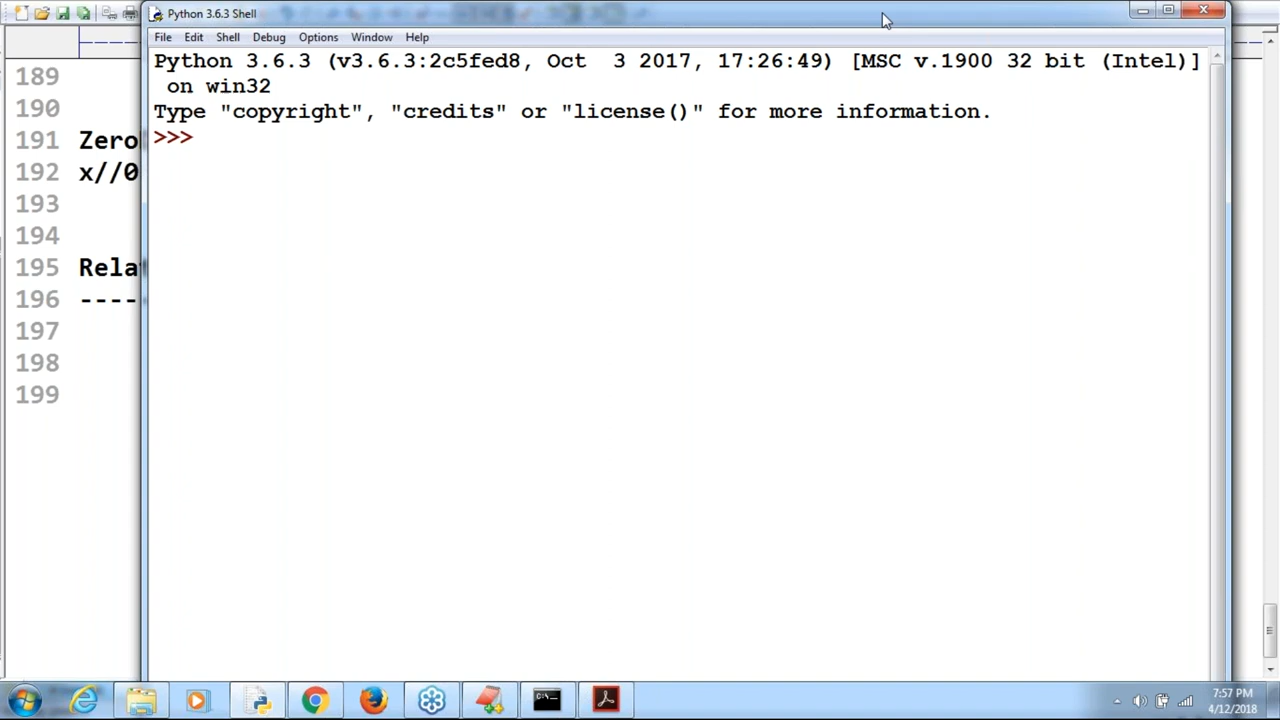 Python 3.6.3 Shell
File Edit Shell Debug Options Window Help
Python 3.6.3 (v3.6.3:2c5fed8, Oct  3 2017, 17:26:49) [MSC v.1900 32 bit (Intel)]
on win32
Type "copyright", "credits" or "license()" for more information.
>>>
189
190
191 Zero
192 x//0
193
194
195 Rela
196 ----
197
198
199
7:57 PM
4/12/2018